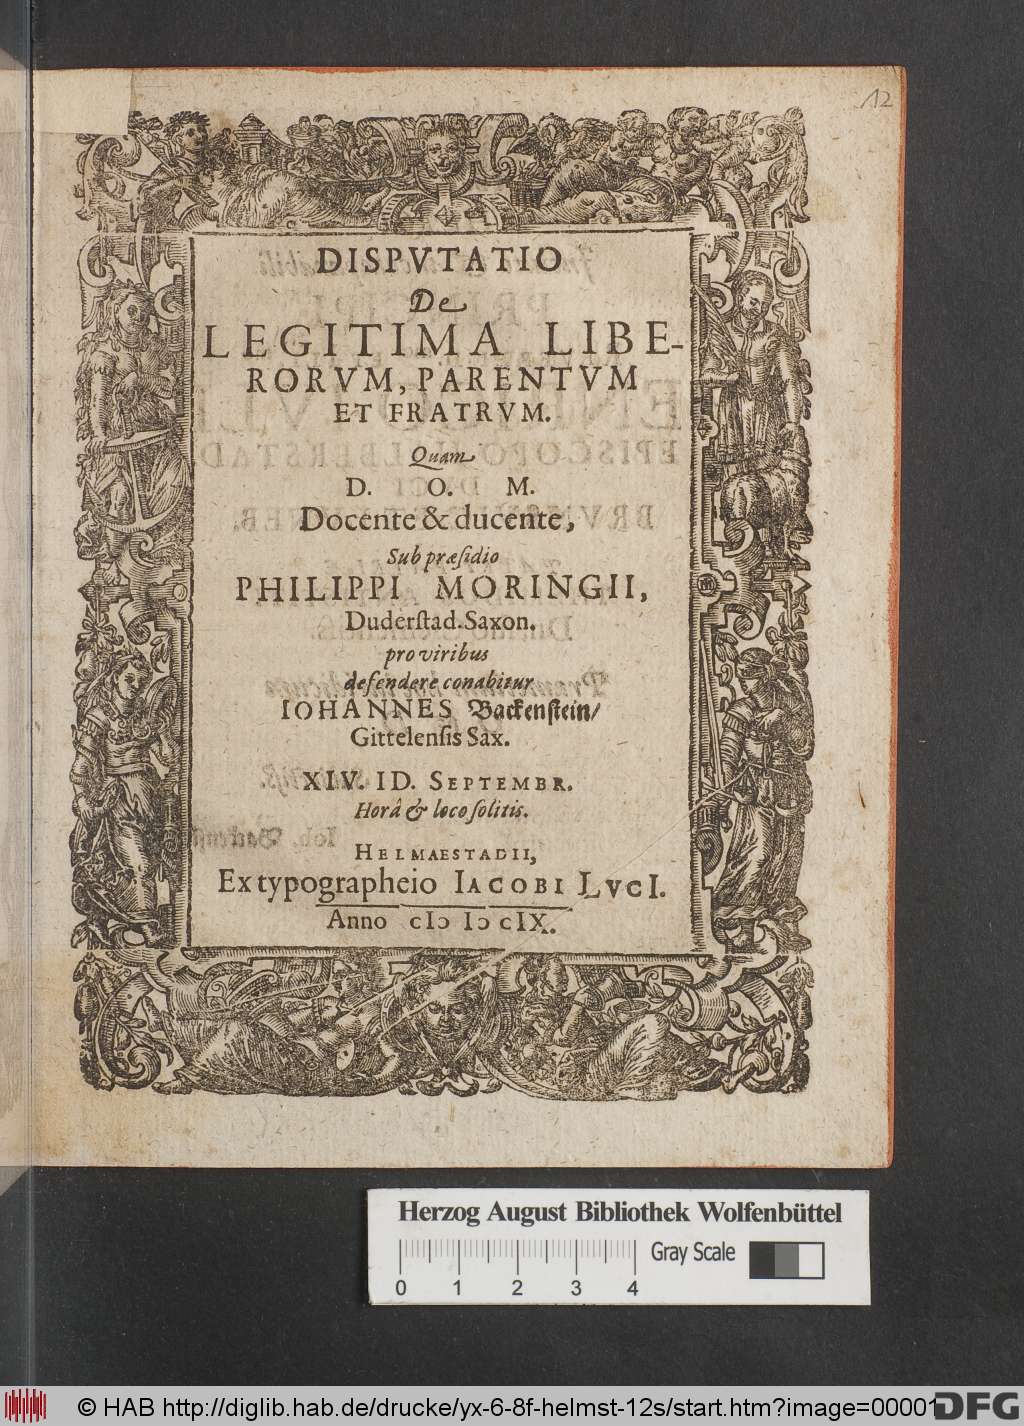 12
DISPVTATIO
De
LEGITIMA LIBE-
RORVM, PARENTVM
ET FRATRVM.
Quam
D. O. M.
Docente & ducente,
Sub præſidio
PHILIPPI MORINGII,
Duderſtad. Saxon.
pro viribus
defendere conabitur
IOHANNES Backenſtein/
Gittelenſis Sax.
XIV. ID. SEPTEMBR.
Horâ & loco ſolitis.
HELMAESTADII,
Ex typographeio IACOBI LVCI.
Anno cIↄ Iↄ cIX.
Herzog August Bibliothek Wolfenbüttel
Gray Scale
0 1 2 3 4
© HAB http://diglib.hab.de/drucke/yx-6-8f-helmst-12s/start.htm?image=00001
DFG